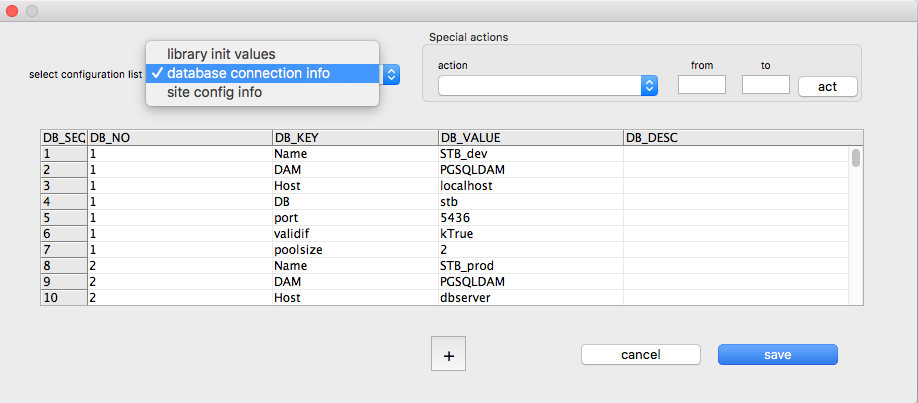 Special actions
library init values
select configuration list
✓ database connection info
site config info
action
from
to
act
DB_SEQ DB_NO DB_KEY DB_VALUE DB_DESC
1 1 Name STB_dev
2 1 DAM PGSQLDAM
3 1 Host localhost
4 1 DB stb
5 1 port 5436
6 1 validif kTrue
7 1 poolsize 2
8 2 Name STB_prod
9 2 DAM PGSQLDAM
10 2 Host dbserver
+
cancel
save